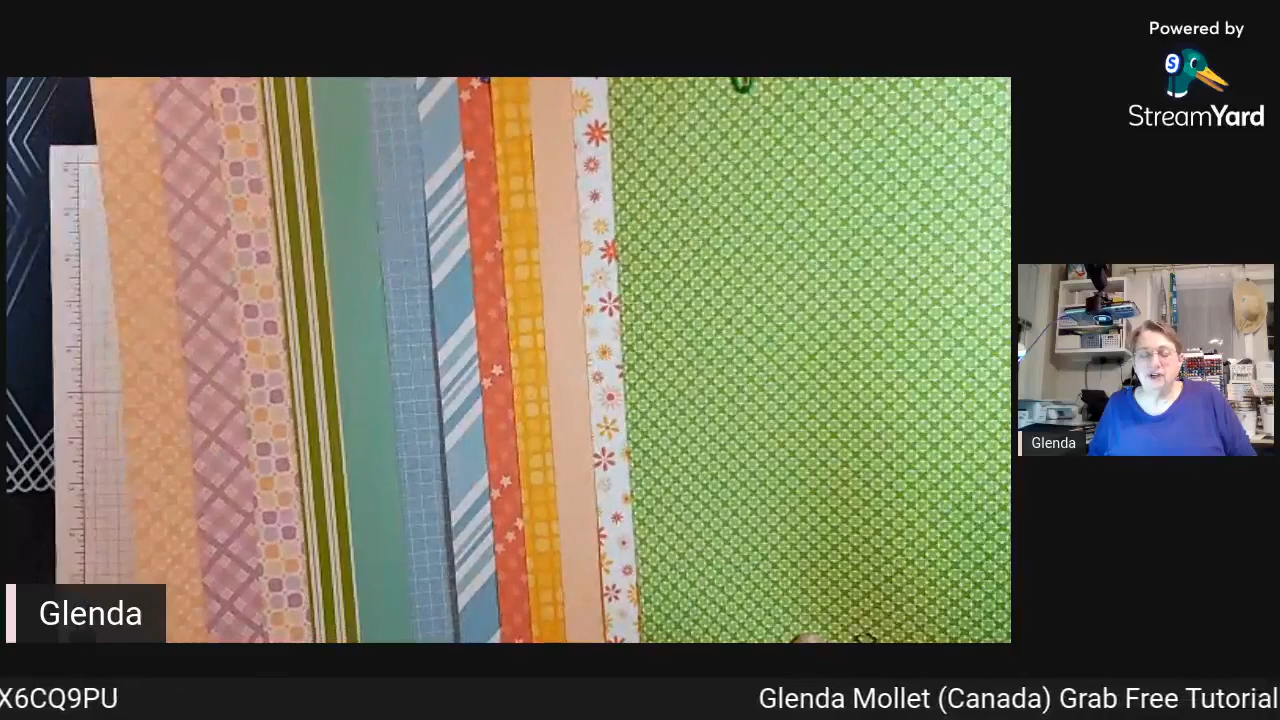 Powered by
StreamYard
Glenda
Glenda
X6CQ9PU
Glenda Mollet (Canada) Grab Free Tutorial